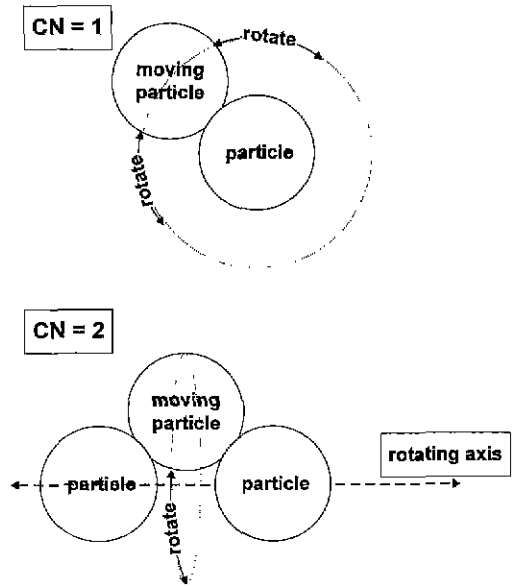 CN = 1
rotate
moving
particle
particle
rotate
CN = 2
moving
particle
rotating axis
particle
particle
rotate